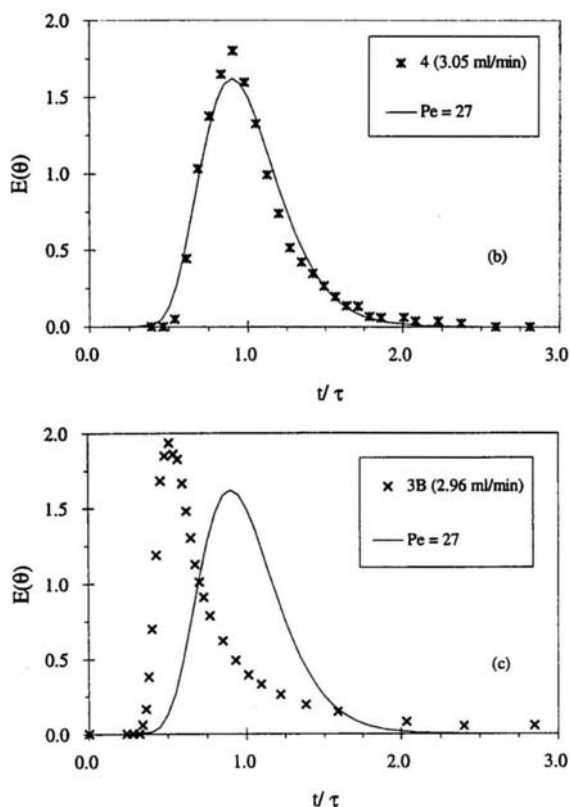 2.0
1.5
1.0
0.5
0.0
E(θ)
4 (3.05 ml/min)
Pe = 27
(b)
0.0 1.0 2.0 3.0
t/ τ
2.0
1.5
1.0
0.5
0.0
E(θ)
3B (2.96 ml/min)
Pe = 27
(c)
0.0 1.0 2.0 3.0
t/ τ